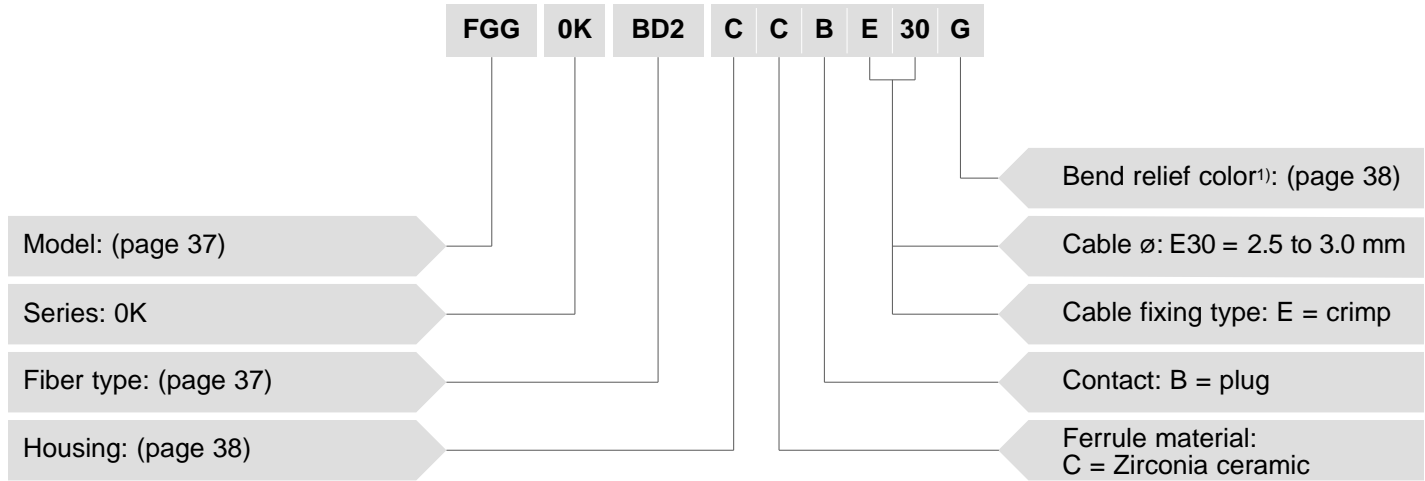 FGG 0K BD2 C C B E 30 G
Bend relief color1): (page 38)
Model: (page 37)
Cable ø: E30 = 2.5 to 3.0 mm
Series: 0K
Cable fixing type: E = crimp
Fiber type: (page 37)
Contact: B = plug
Housing: (page 38)
Ferrule material:
C = Zirconia ceramic